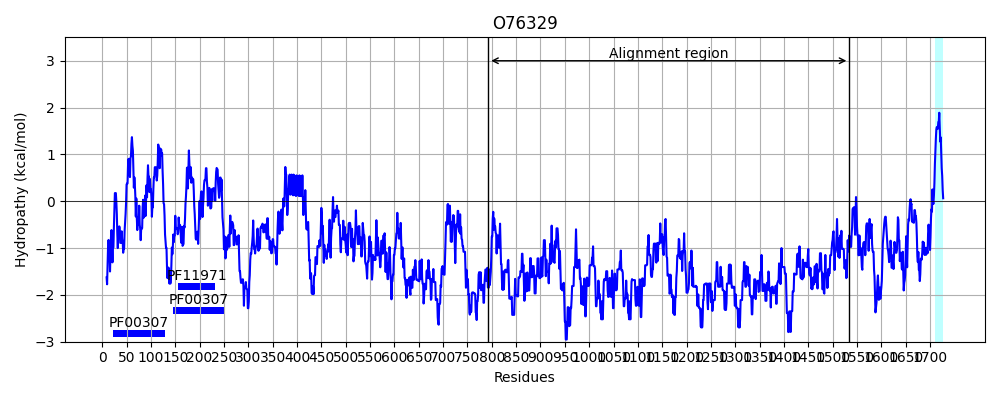 O76329
Hydropathy (kcal/mol)
3
2
1
0
−1
−2
−3
Alignment region
PF11971
PF00307
PF00307
0 50 100 150 200 250 300 350 400 450 500 550 600 650 700 750 800 850 900 950 1000 1050 1100 1150 1200 1250 1300 1350 1400 1450 1500 1550 1600 1650 1700
Residues